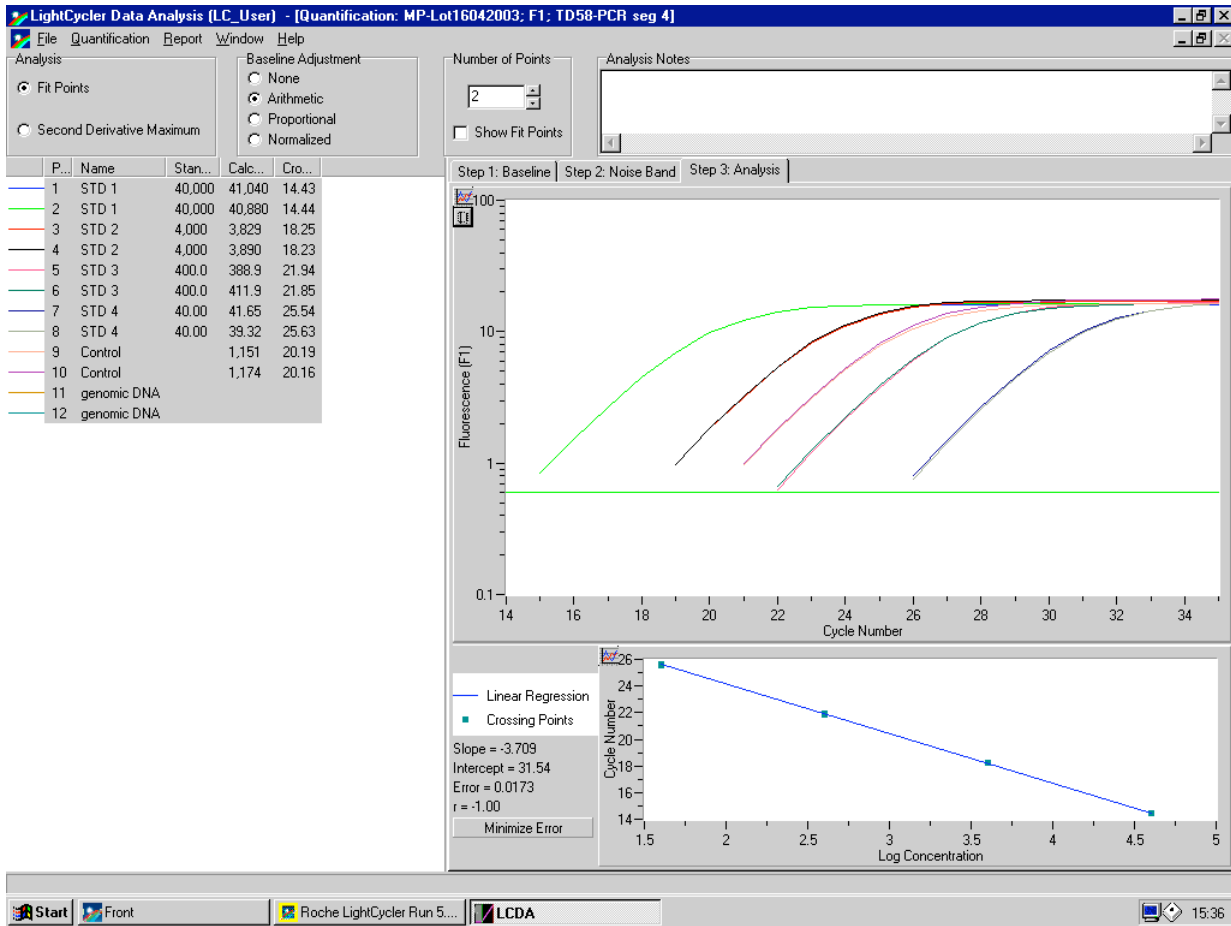 LightCycler Data Analysis (LC_User) - [Quantification: MP-Lot16042003; F1; TD58-PCR seg 4]
File Quantification Report Window Help
Analysis
Fit Points
Second Derivative Maximum
Baseline Adjustment
None
Arithmetic
Proportional
Normalized
Number of Points
2
Show Fit Points
Analysis Notes
P... Name Stan... Calc... Cro...
1 STD 1 40,000 41,040 14.43
2 STD 1 40,000 40,880 14.44
3 STD 2 4,000 3,829 18.25
4 STD 2 4,000 3,890 18.23
5 STD 3 400.0 388.9 21.94
6 STD 3 400.0 411.9 21.85
7 STD 4 40.00 41.65 25.54
8 STD 4 40.00 39.32 25.63
9 Control 1,151 20.19
10 Control 1,174 20.16
11 genomic DNA
12 genomic DNA
Step 1: Baseline Step 2: Noise Band Step 3: Analysis
100
10
1
0.1
Fluorescence (F1)
14 16 18 20 22 24 26 28 30 32 34
Cycle Number
Linear Regression
Crossing Points
Slope = -3.709
Intercept = 31.54
Error = 0.0173
r = -1.00
Minimize Error
26
24
22
20
18
16
14
Cycle Number
1.5 2 2.5 3 3.5 4 4.5 5
Log Concentration
Start Front Roche LightCycler Run 5.... LCDA 15:36